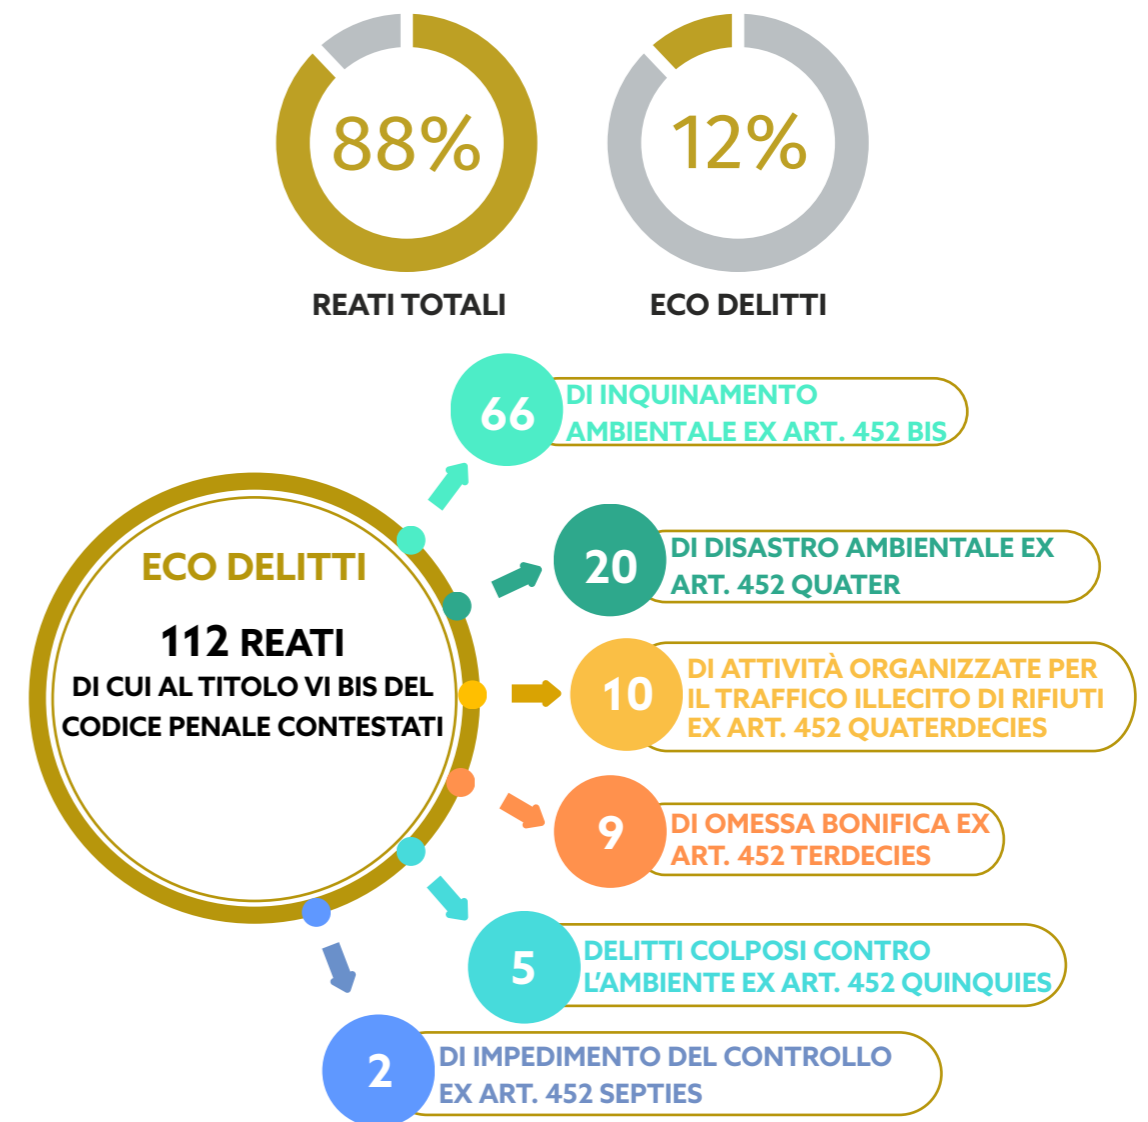 88%
12%
REATI TOTALI
ECO DELITTI
66
DI INQUINAMENTO
AMBIENTALE EX ART. 452 BIS
ECO DELITTI
112 REATI
DI CUI AL TITOLO VI BIS DEL
CODICE PENALE CONTESTATI
20
DI DISASTRO AMBIENTALE EX
ART. 452 QUATER
10
DI ATTIVITÀ ORGANIZZATE PER
IL TRAFFICO ILLECITO DI RIFIUTI
EX ART. 452 QUATERDECIES
9
DI OMESSA BONIFICA EX
ART. 452 TERDECIES
5
DELITTI COLPOSI CONTRO
L'AMBIENTE EX ART. 452 QUINQUIES
2
DI IMPEDIMENTO DEL CONTROLLO
EX ART. 452 SEPTIES